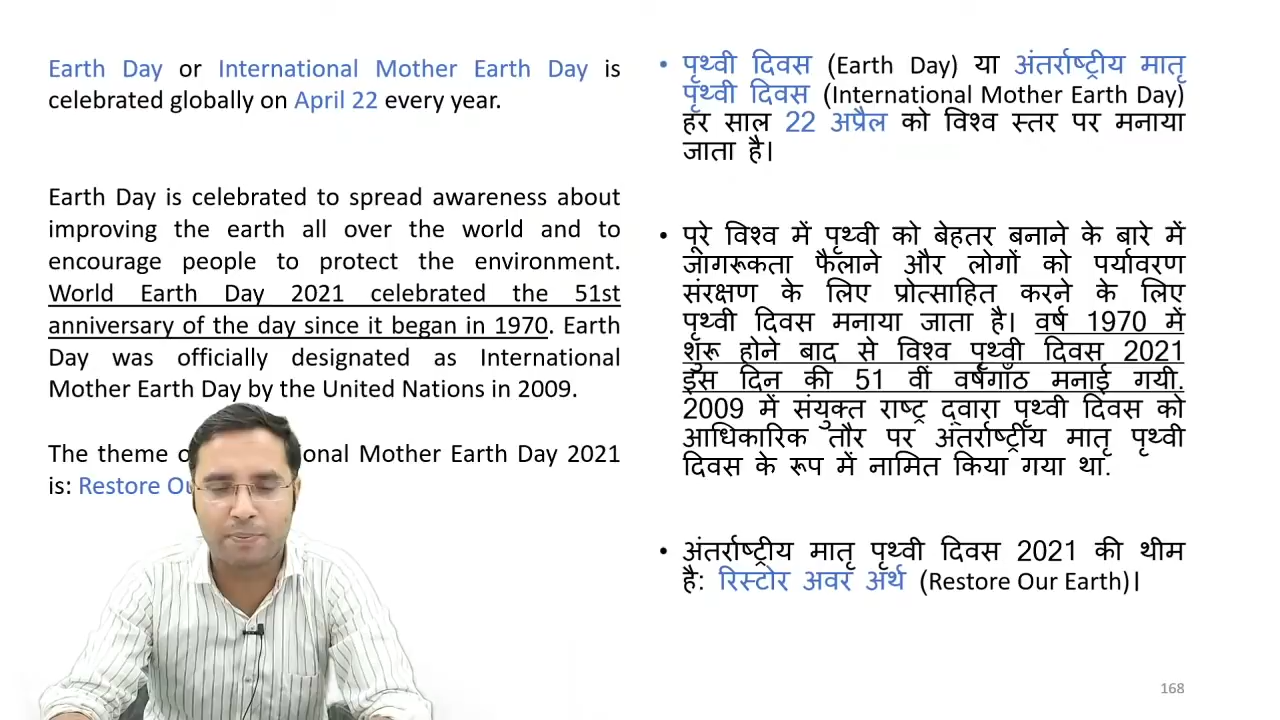 Earth Day or International Mother Earth Day is
celebrated globally on April 22 every year.
Earth Day is celebrated to spread awareness about
improving the earth all over the world and to
encourage people to protect the environment.
World Earth Day 2021 celebrated the 51st
anniversary of the day since it began in 1970. Earth
Day was officially designated as International
Mother Earth Day by the United Nations in 2009.
The theme Mother Earth Day 2021
is: Restore
• पृथ्वी दिवस (Earth Day) या अंतर्राष्ट्रीय मातृ
पृथ्वी दिवस (International Mother Earth Day)
हर साल 22 अप्रैल को विश्व स्तर पर मनाया
जाता है।
• पूरे विश्व में पृथ्वी को बेहतर बनाने के बारे में
जागरूकता फैलाने और लोगों को पर्यावरण
संरक्षण के लिए प्रोत्साहित करने के लिए
पृथ्वी दिवस मनाया जाता है। वर्ष 1970 में
शुरू होने बाद से विश्व पृथ्वी दिवस 2021
इस दिन की 51 वीं वर्षगाँठ मनाई गयी.
2009 में संयुक्त राष्ट्र द्वारा पृथ्वी दिवस को
आधिकारिक तौर पर अंतर्राष्ट्रीय मातृ पृथ्वी
दिवस के रूप में नामित किया गया था.
• अंतर्राष्ट्रीय मातृ पृथ्वी दिवस 2021 की थीम
है: रिस्टोर अवर अर्थ (Restore Our Earth)।
168